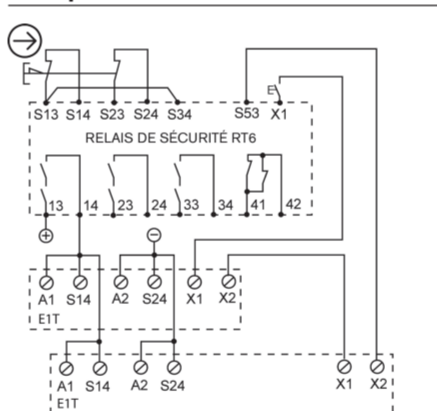 S13 S14 S23 S24 S34 S53 X1
E
RELAIS DE SÉCURITÉ RT6
13 14 23 24 33 34 41 42
+ −
A1 S14 A2 S24 X1 X2
E1T
A1 S14 A2 S24 X1 X2
E1T